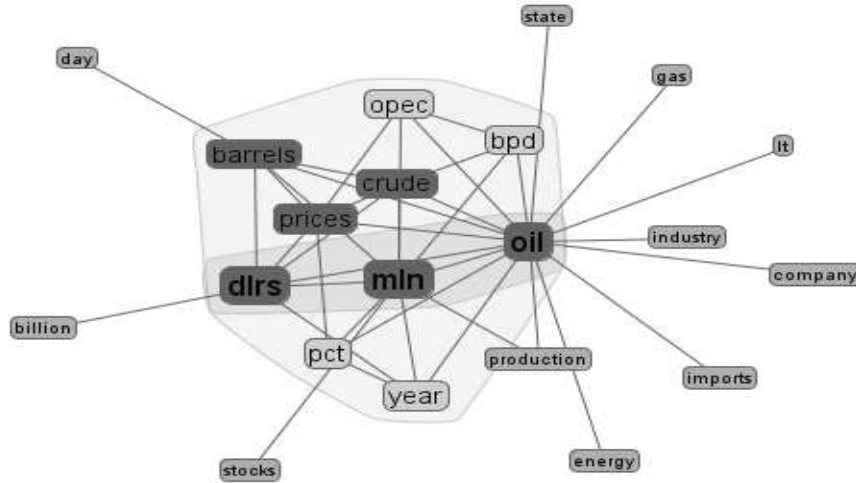 state
day
gas
opec
bpd
lt
barrels
crude
prices
industry
oil
company
dlrs
mln
billion
pct
production
imports
year
energy
stocks